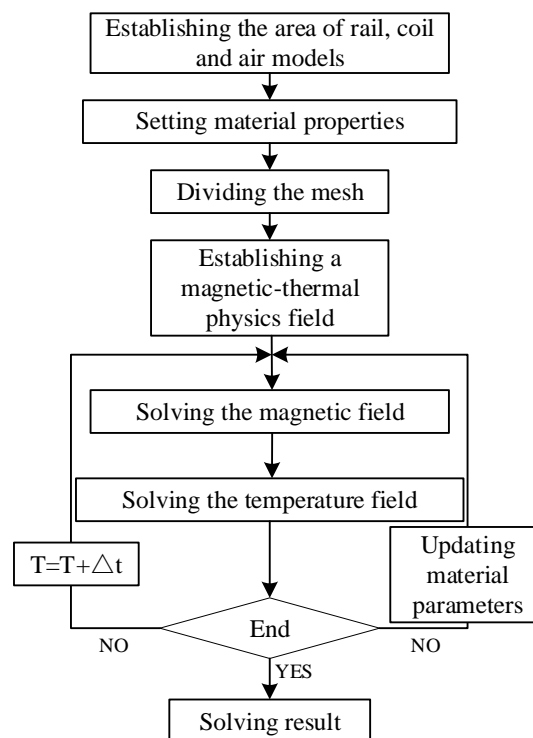 Establishing the area of rail, coil
and air models
Setting material properties
Dividing the mesh
Establishing a
magnetic-thermal
physics field
Solving the magnetic field
Solving the temperature field
T=T+△t
Updating
material
parameters
End
NO
NO
YES
Solving result